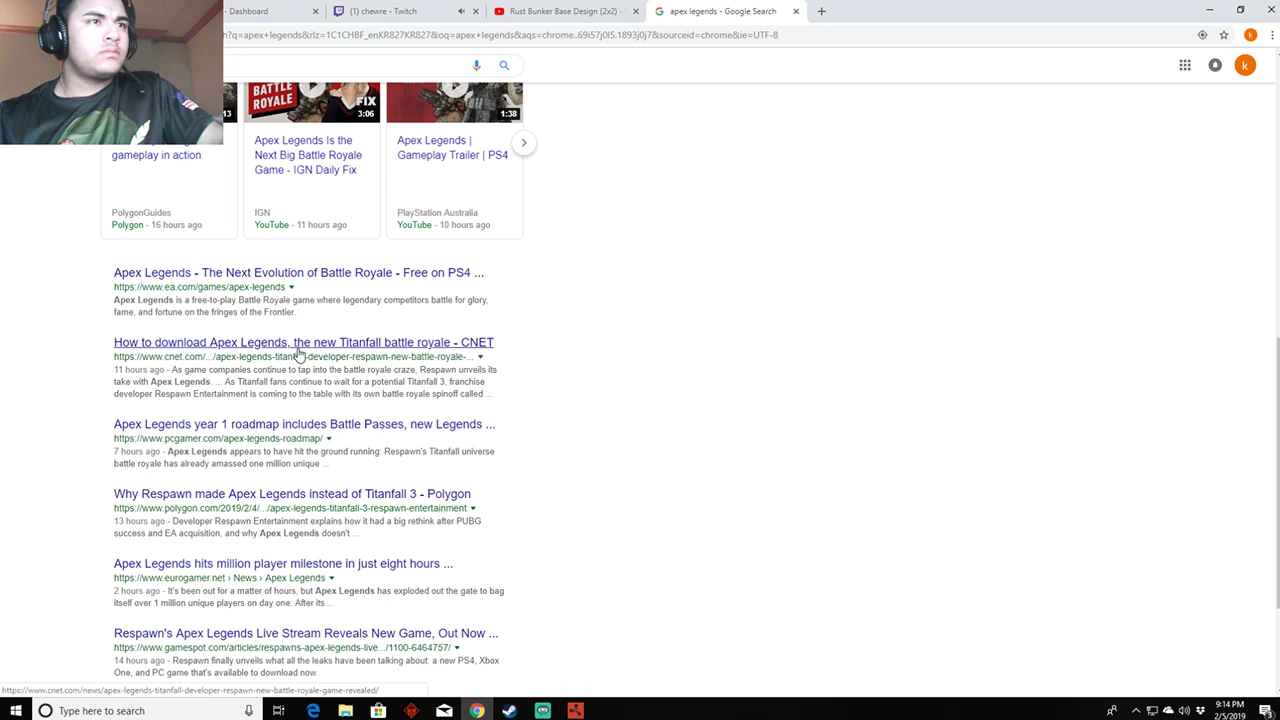 - Dashboard
(1) chewre - Twitch
Rust Bunker Base Design (2x2) -
apex legends - Google Search
h?q=apex+legends&rlz=1C1CHBF_enKR827KR827&oq=apex+legends&aqs=chrome..69i57j0l5.1893j0j7&sourceid=chrome&ie=UTF-8
k
k
BATTLE
ROYALE
FIX
13
3:06
1:38
gameplay in action
Apex Legends Is the
Next Big Battle Royale
Game - IGN Daily Fix
Apex Legends |
Gameplay Trailer | PS4
PolygonGuides
Polygon - 16 hours ago
IGN
YouTube - 11 hours ago
PlayStation Australia
YouTube - 10 hours ago
Apex Legends - The Next Evolution of Battle Royale - Free on PS4 ...
https://www.ea.com/games/apex-legends
Apex Legends is a free-to-play Battle Royale game where legendary competitors battle for glory,
fame, and fortune on the fringes of the Frontier.
How to download Apex Legends, the new Titanfall battle royale - CNET
https://www.cnet.com/.../apex-legends-titanfall-developer-respawn-new-battle-royale-...
11 hours ago - As game companies continue to tap into the battle royale craze, Respawn unveils its
take with Apex Legends. ... As Titanfall fans continue to wait for a potential Titanfall 3, franchise
developer Respawn Entertainment is coming to the table with its own battle royale spinoff called ...
Apex Legends year 1 roadmap includes Battle Passes, new Legends ...
https://www.pcgamer.com/apex-legends-roadmap/
7 hours ago - Apex Legends appears to have hit the ground running: Respawn's Titanfall universe
battle royale has already amassed one million unique ...
Why Respawn made Apex Legends instead of Titanfall 3 - Polygon
https://www.polygon.com/2019/2/4/.../apex-legends-titanfall-3-respawn-entertainment
13 hours ago - Developer Respawn Entertainment explains how it had a big rethink after PUBG
success and EA acquisition, and why Apex Legends doesn't ...
Apex Legends hits million player milestone in just eight hours ...
https://www.eurogamer.net › News › Apex Legends
2 hours ago - It's been out for a matter of hours, but Apex Legends has exploded out the gate to bag
itself over 1 million unique players on day one. After its ...
Respawn's Apex Legends Live Stream Reveals New Game, Out Now ...
https://www.gamespot.com/articles/respawns-apex-legends-live.../1100-6464757/
14 hours ago - Respawn finally unveils what all the leaks have been talking about: a new PS4, Xbox
One, and PC game that's available to download now.
https://www.cnet.com/news/apex-legends-titanfall-developer-respawn-new-battle-royale-game-revealed/
Type here to search
9:14 PM
2/5/2019